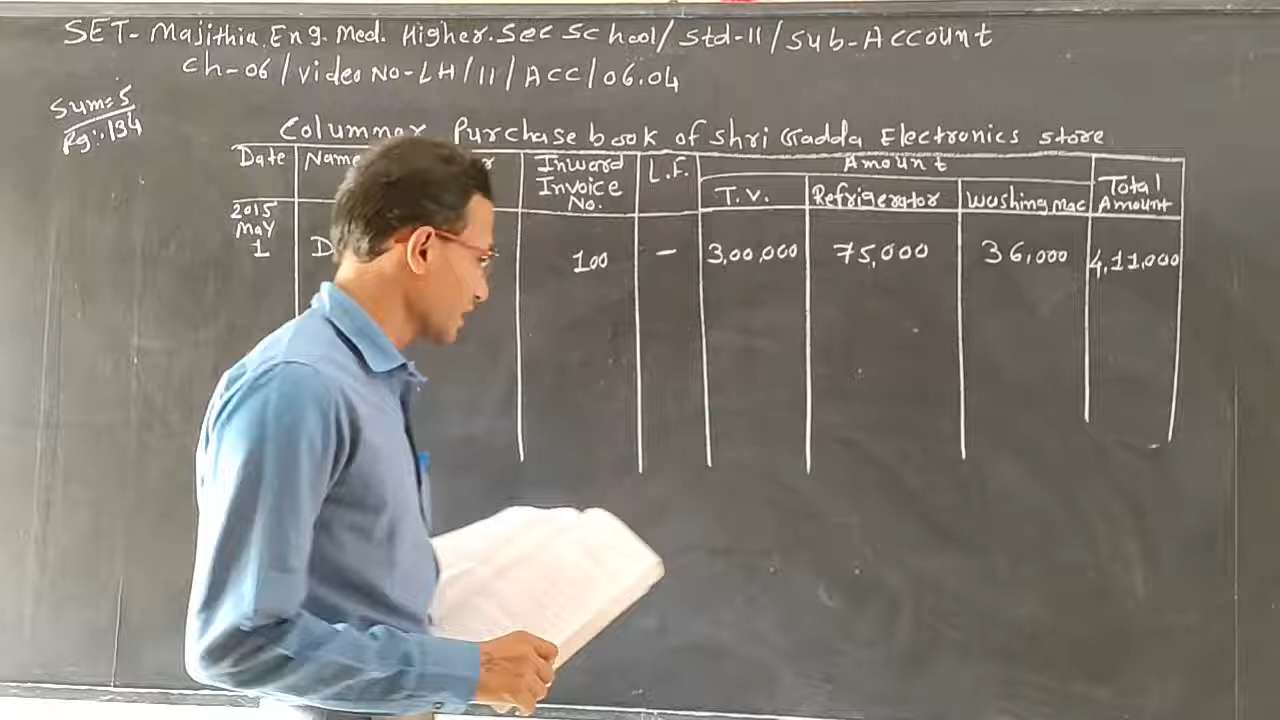 SET- Majithia Eng. Med. Higher. Sec School/Std-11/Sub-Account
Ch-06/Video No-LH/11/ACC/06.04
Sum:5
Pg:.134
Columnar Purchase book of Shri Gadda Electronics store
Date Name Inward Invoice No. L.F. Amount Total Amount
T.V. Refrigerator Washing mac
2015
May
1 100 - 3,00,000 75,000 36,000 4,11,000